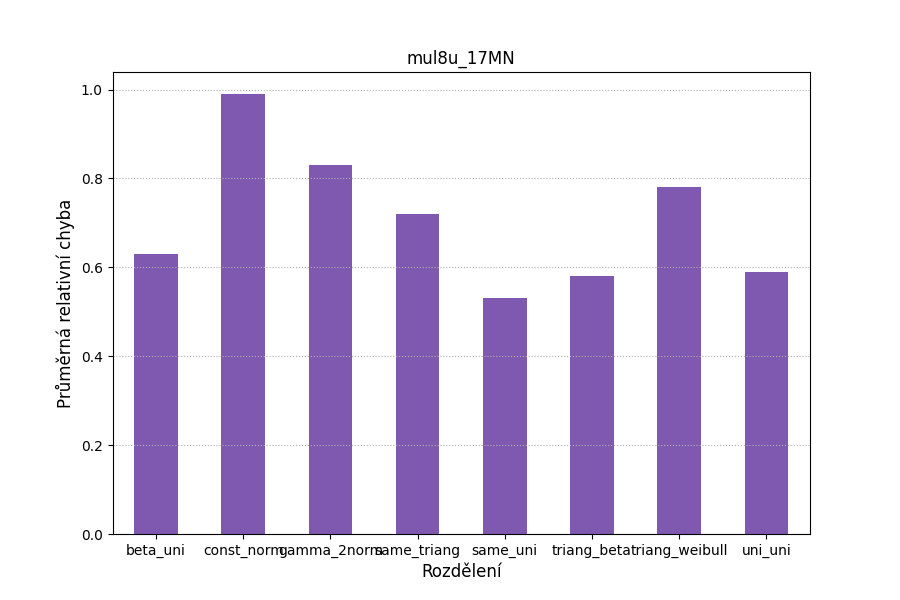 mul8u_17MN
Průměrná relativní chyba
1.0
0.8
0.6
0.4
0.2
0.0
beta_uni const_norm gamma_2norm same_triang same_uni triang_beta triang_weibull uni_uni
Rozdělení